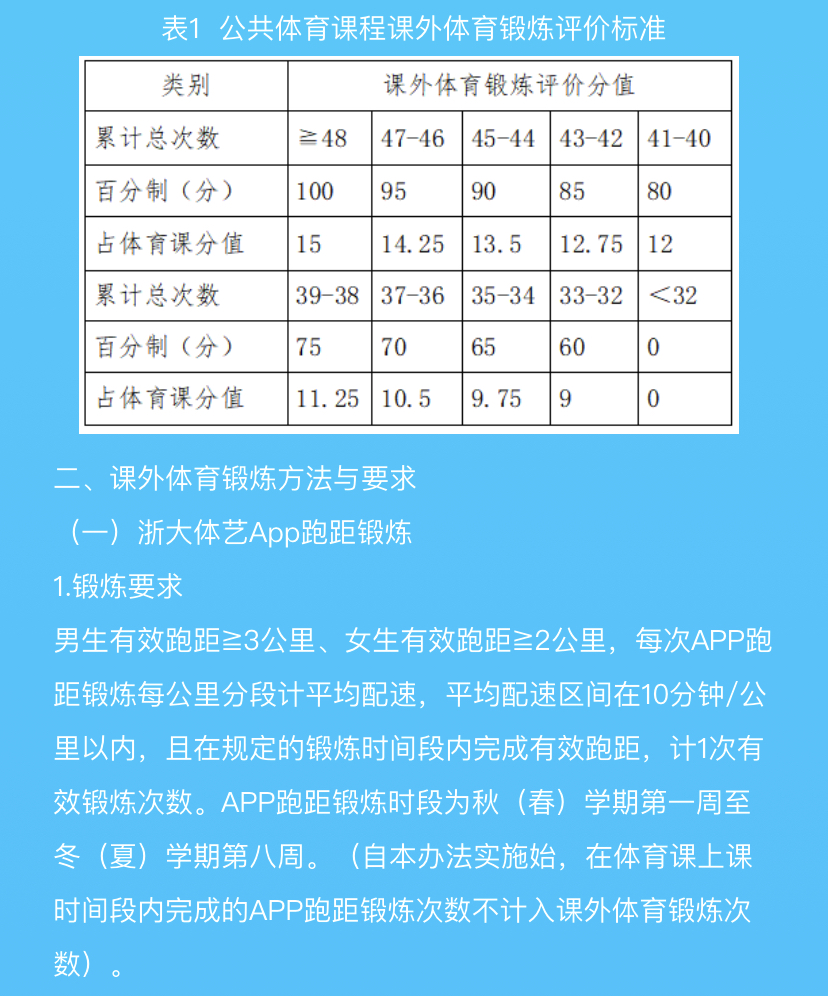 表1 公共体育课程课外体育锻炼评价标准
类别 课外体育锻炼评价分值
累计总次数 ≧48 47-46 45-44 43-42 41-40
百分制（分） 100 95 90 85 80
占体育课分值 15 14.25 13.5 12.75 12
累计总次数 39-38 37-36 35-34 33-32 ＜32
百分制（分） 75 70 65 60 0
占体育课分值 11.25 10.5 9.75 9 0
二、课外体育锻炼方法与要求
（一）浙大体艺App跑距锻炼
1.锻炼要求
男生有效跑距≧3公里、女生有效跑距≧2公里，每次APP跑
距锻炼每公里分段计平均配速，平均配速区间在10分钟/公
里以内，且在规定的锻炼时间段内完成有效跑距，计1次有
效锻炼次数。APP跑距锻炼时段为秋（春）学期第一周至
冬（夏）学期第八周。（自本办法实施始，在体育课上课
时间段内完成的APP跑距锻炼次数不计入课外体育锻炼次
数）。